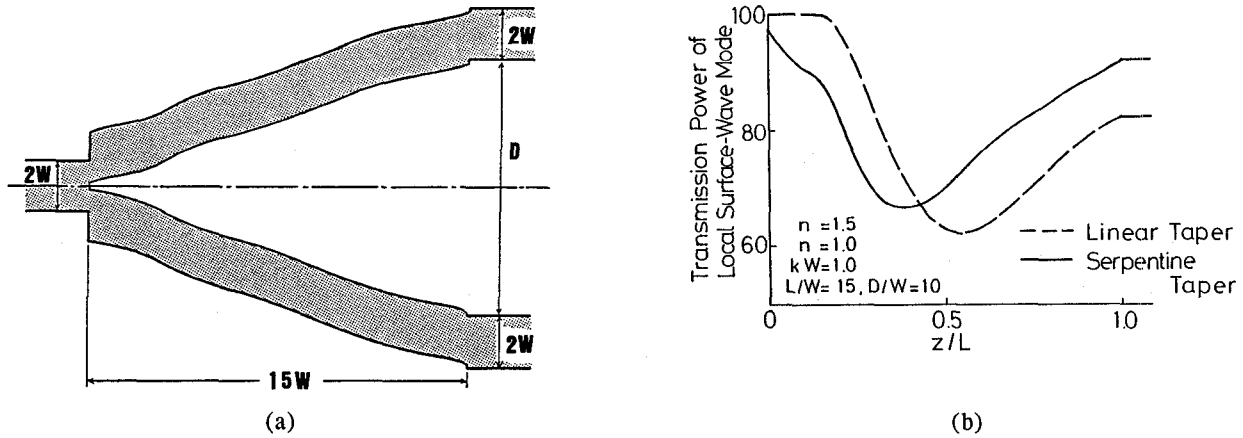 2W
2W
D
2W
15W
(a)
Transmission Power of
Local Surface-Wave Mode
100
80
60
n =1.5
n =1.0
kW=1.0
L/W= 15, D/W=10
Linear Taper
Serpentine
Taper
0
0.5
1.0
z/L
(b)